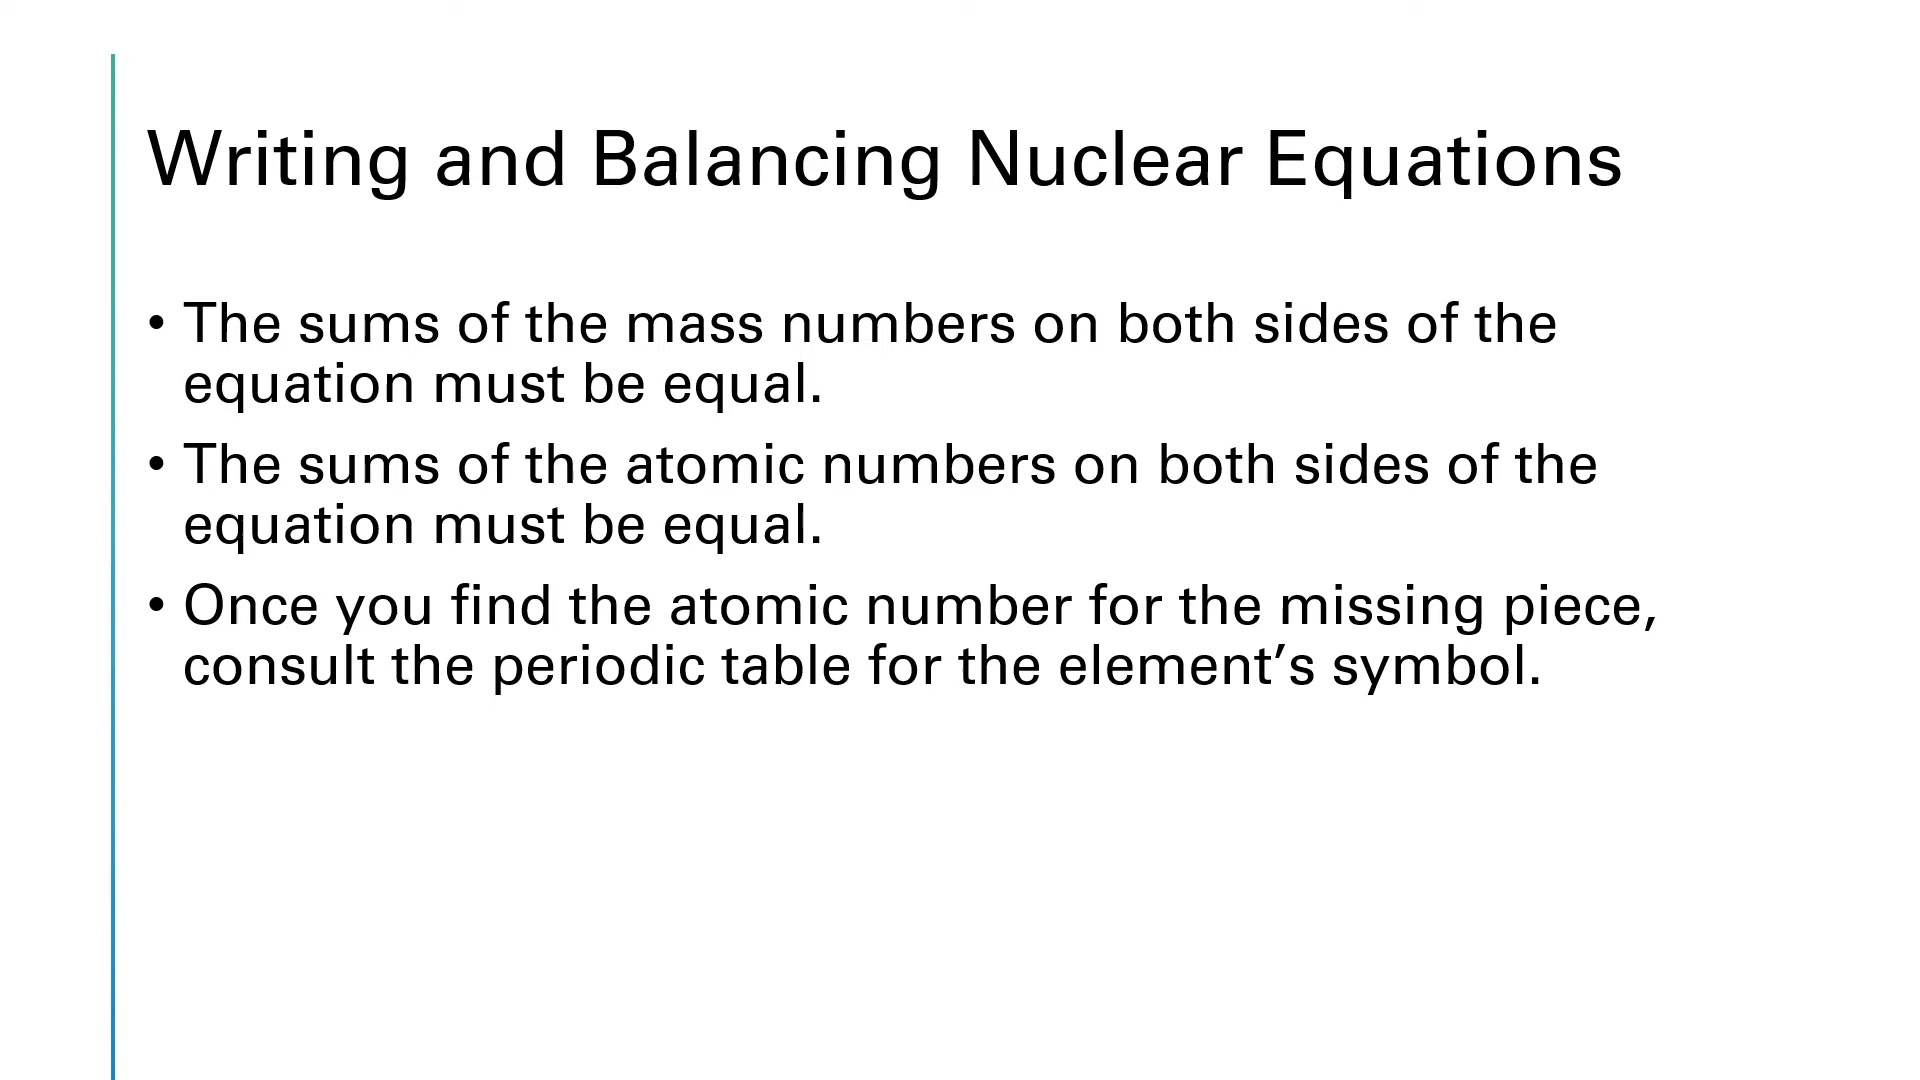 Writing and Balancing Nuclear Equations
• The sums of the mass numbers on both sides of the
equation must be equal.
• The sums of the atomic numbers on both sides of the
equation must be equal.
• Once you find the atomic number for the missing piece,
consult the periodic table for the element’s symbol.